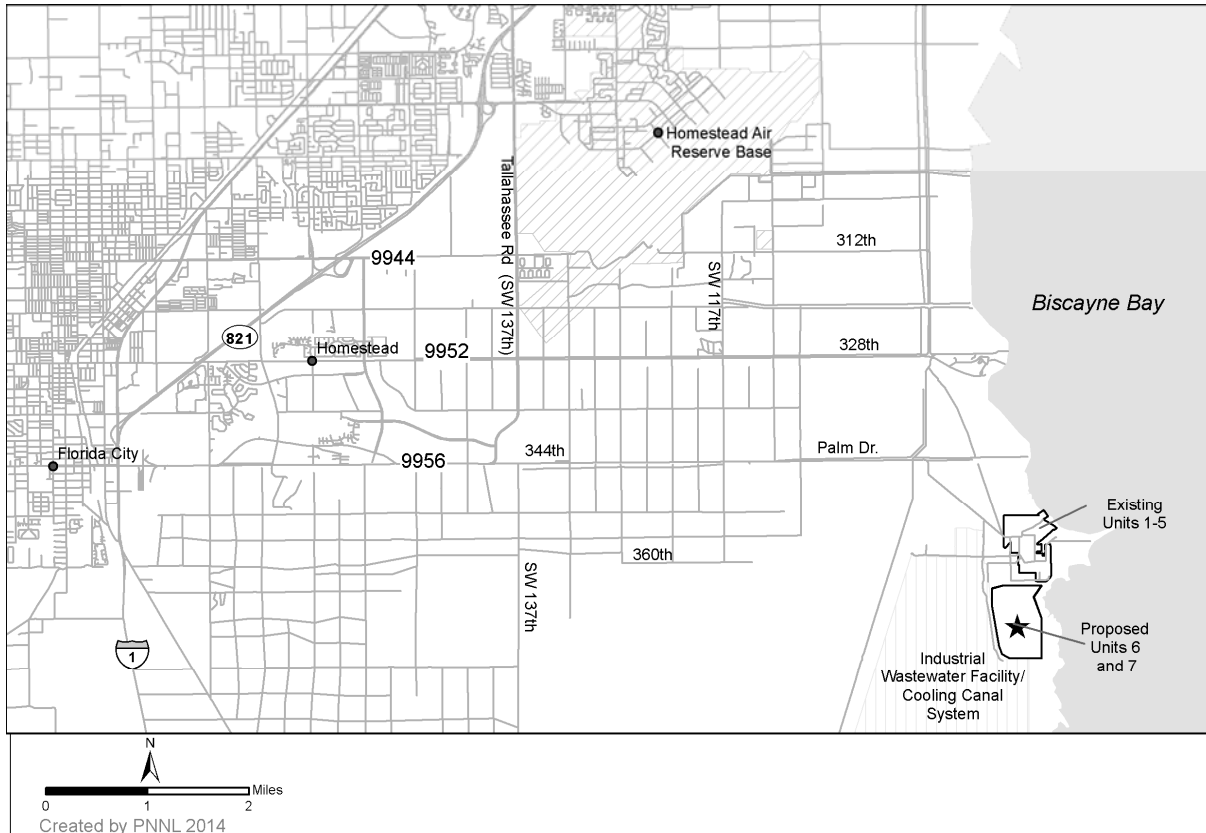 Homestead Air
Reserve Base
Tallahassee Rd (SW 137th)
312th
9944
SW 117th
Biscayne Bay
821
Homestead
9952
328th
Florida City
9956
344th
Palm Dr.
Existing
Units 1-5
360th
SW 137th
1
Proposed
Units 6
and 7
Industrial
Wastewater Facility/
Cooling Canal
System
N
Miles
0 1 2
Created by PNNL 2014